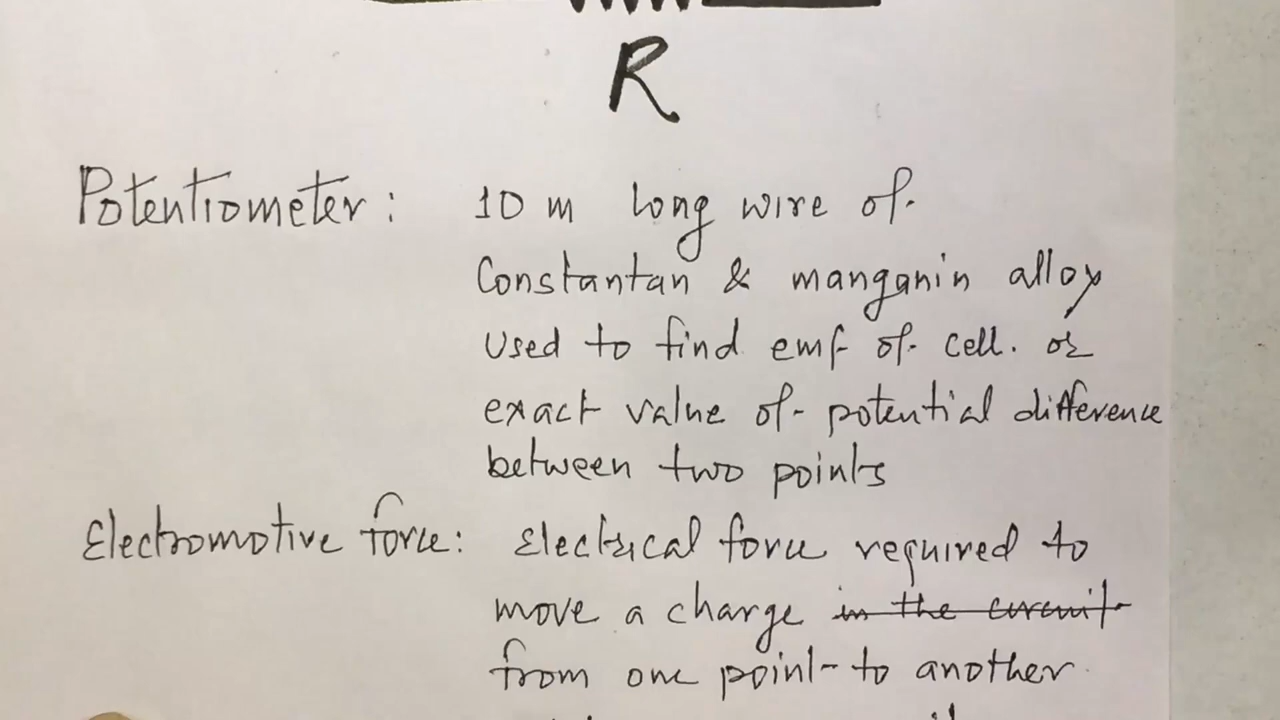 R
Potentiometer: 10 m long wire of
Constantan & manganin alloy
used to find emf of cell. or
exact value of potential difference
between two points
Electromotive force: Electrical force required to
move a charge in the circuit
from one point to another